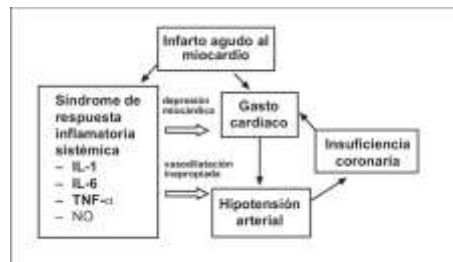 Infarto agudo al
miocardio
Síndrome de
respuesta
inflamatoria
sistémica
– IL-1
– IL-6
– TNF-α
– NO
depresión
miocárdica
vasodilatación
inapropiada
Gasto
cardiaco
Hipotensión
arterial
Insuficiencia
coronaria